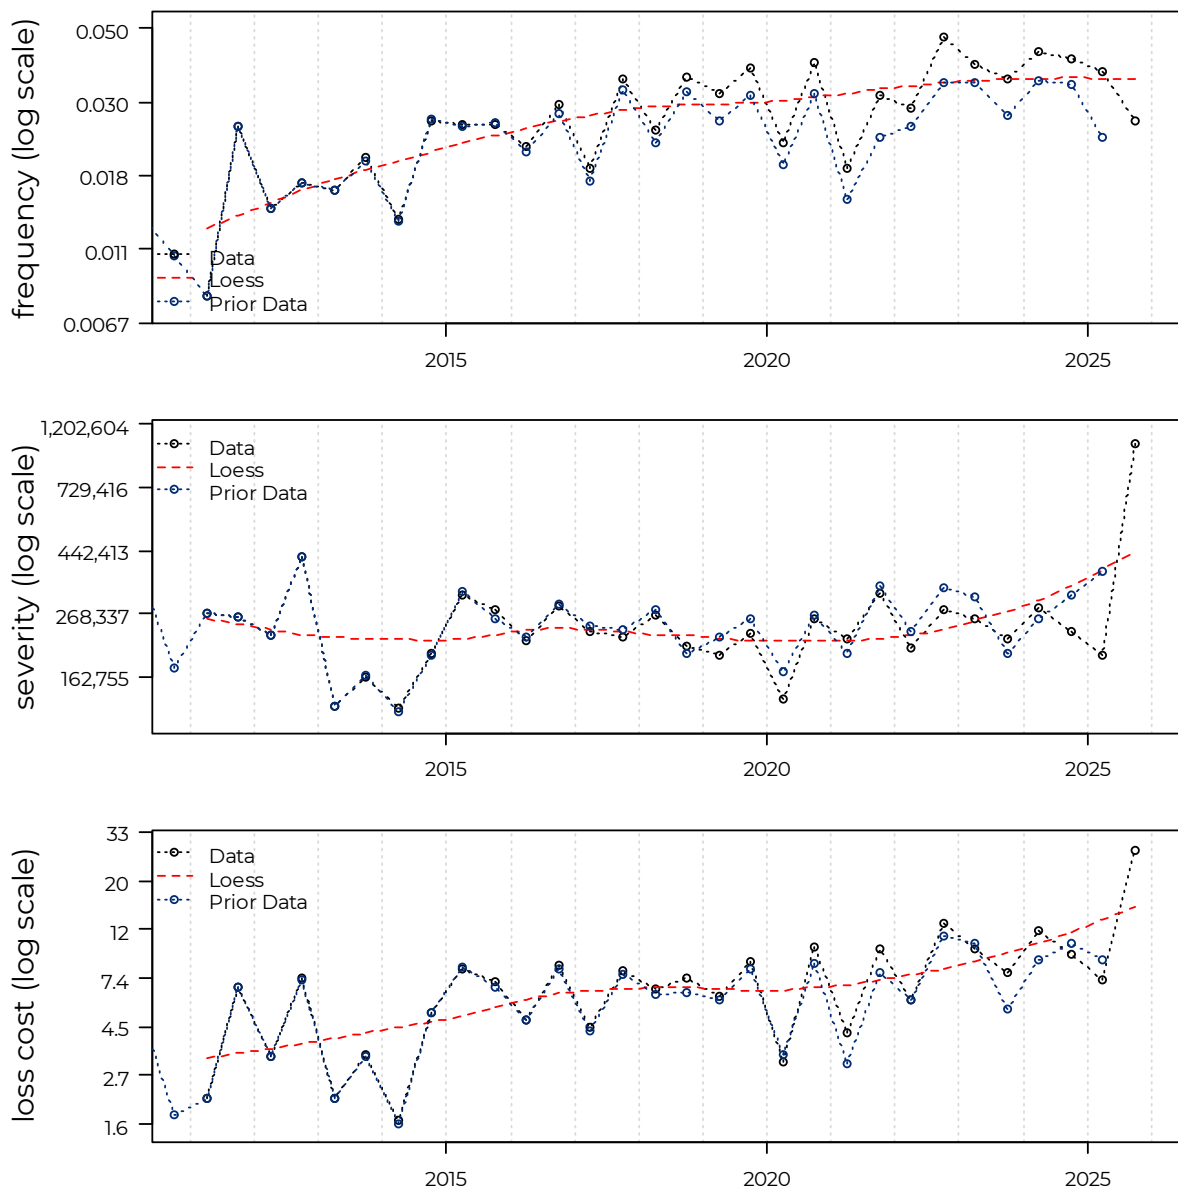 frequency (log scale)
0.050
0.030
0.018
0.011
0.0067
Data
Loess
Prior Data
2015
2020
2025
severity (log scale)
1,202,604
729,416
442,413
268,337
162,755
Data
Loess
Prior Data
2015
2020
2025
loss cost (log scale)
33
20
12
7.4
4.5
2.7
1.6
Data
Loess
Prior Data
2015
2020
2025